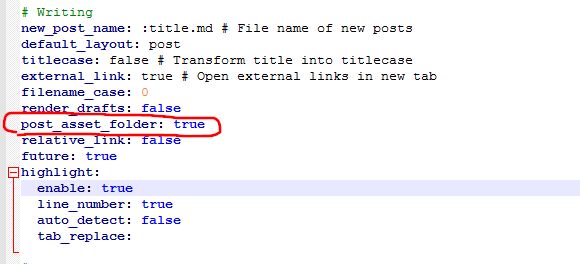 # Writing
new_post_name: :title.md # File name of new posts
default_layout: post
titlecase: false # Transform title into titlecase
external_link: true # Open external links in new tab
filename_case: 0
render_drafts: false
post_asset_folder: true
relative_link: false
future: true
highlight:
  enable: true
  line_number: true
  auto_detect: false
  tab_replace: